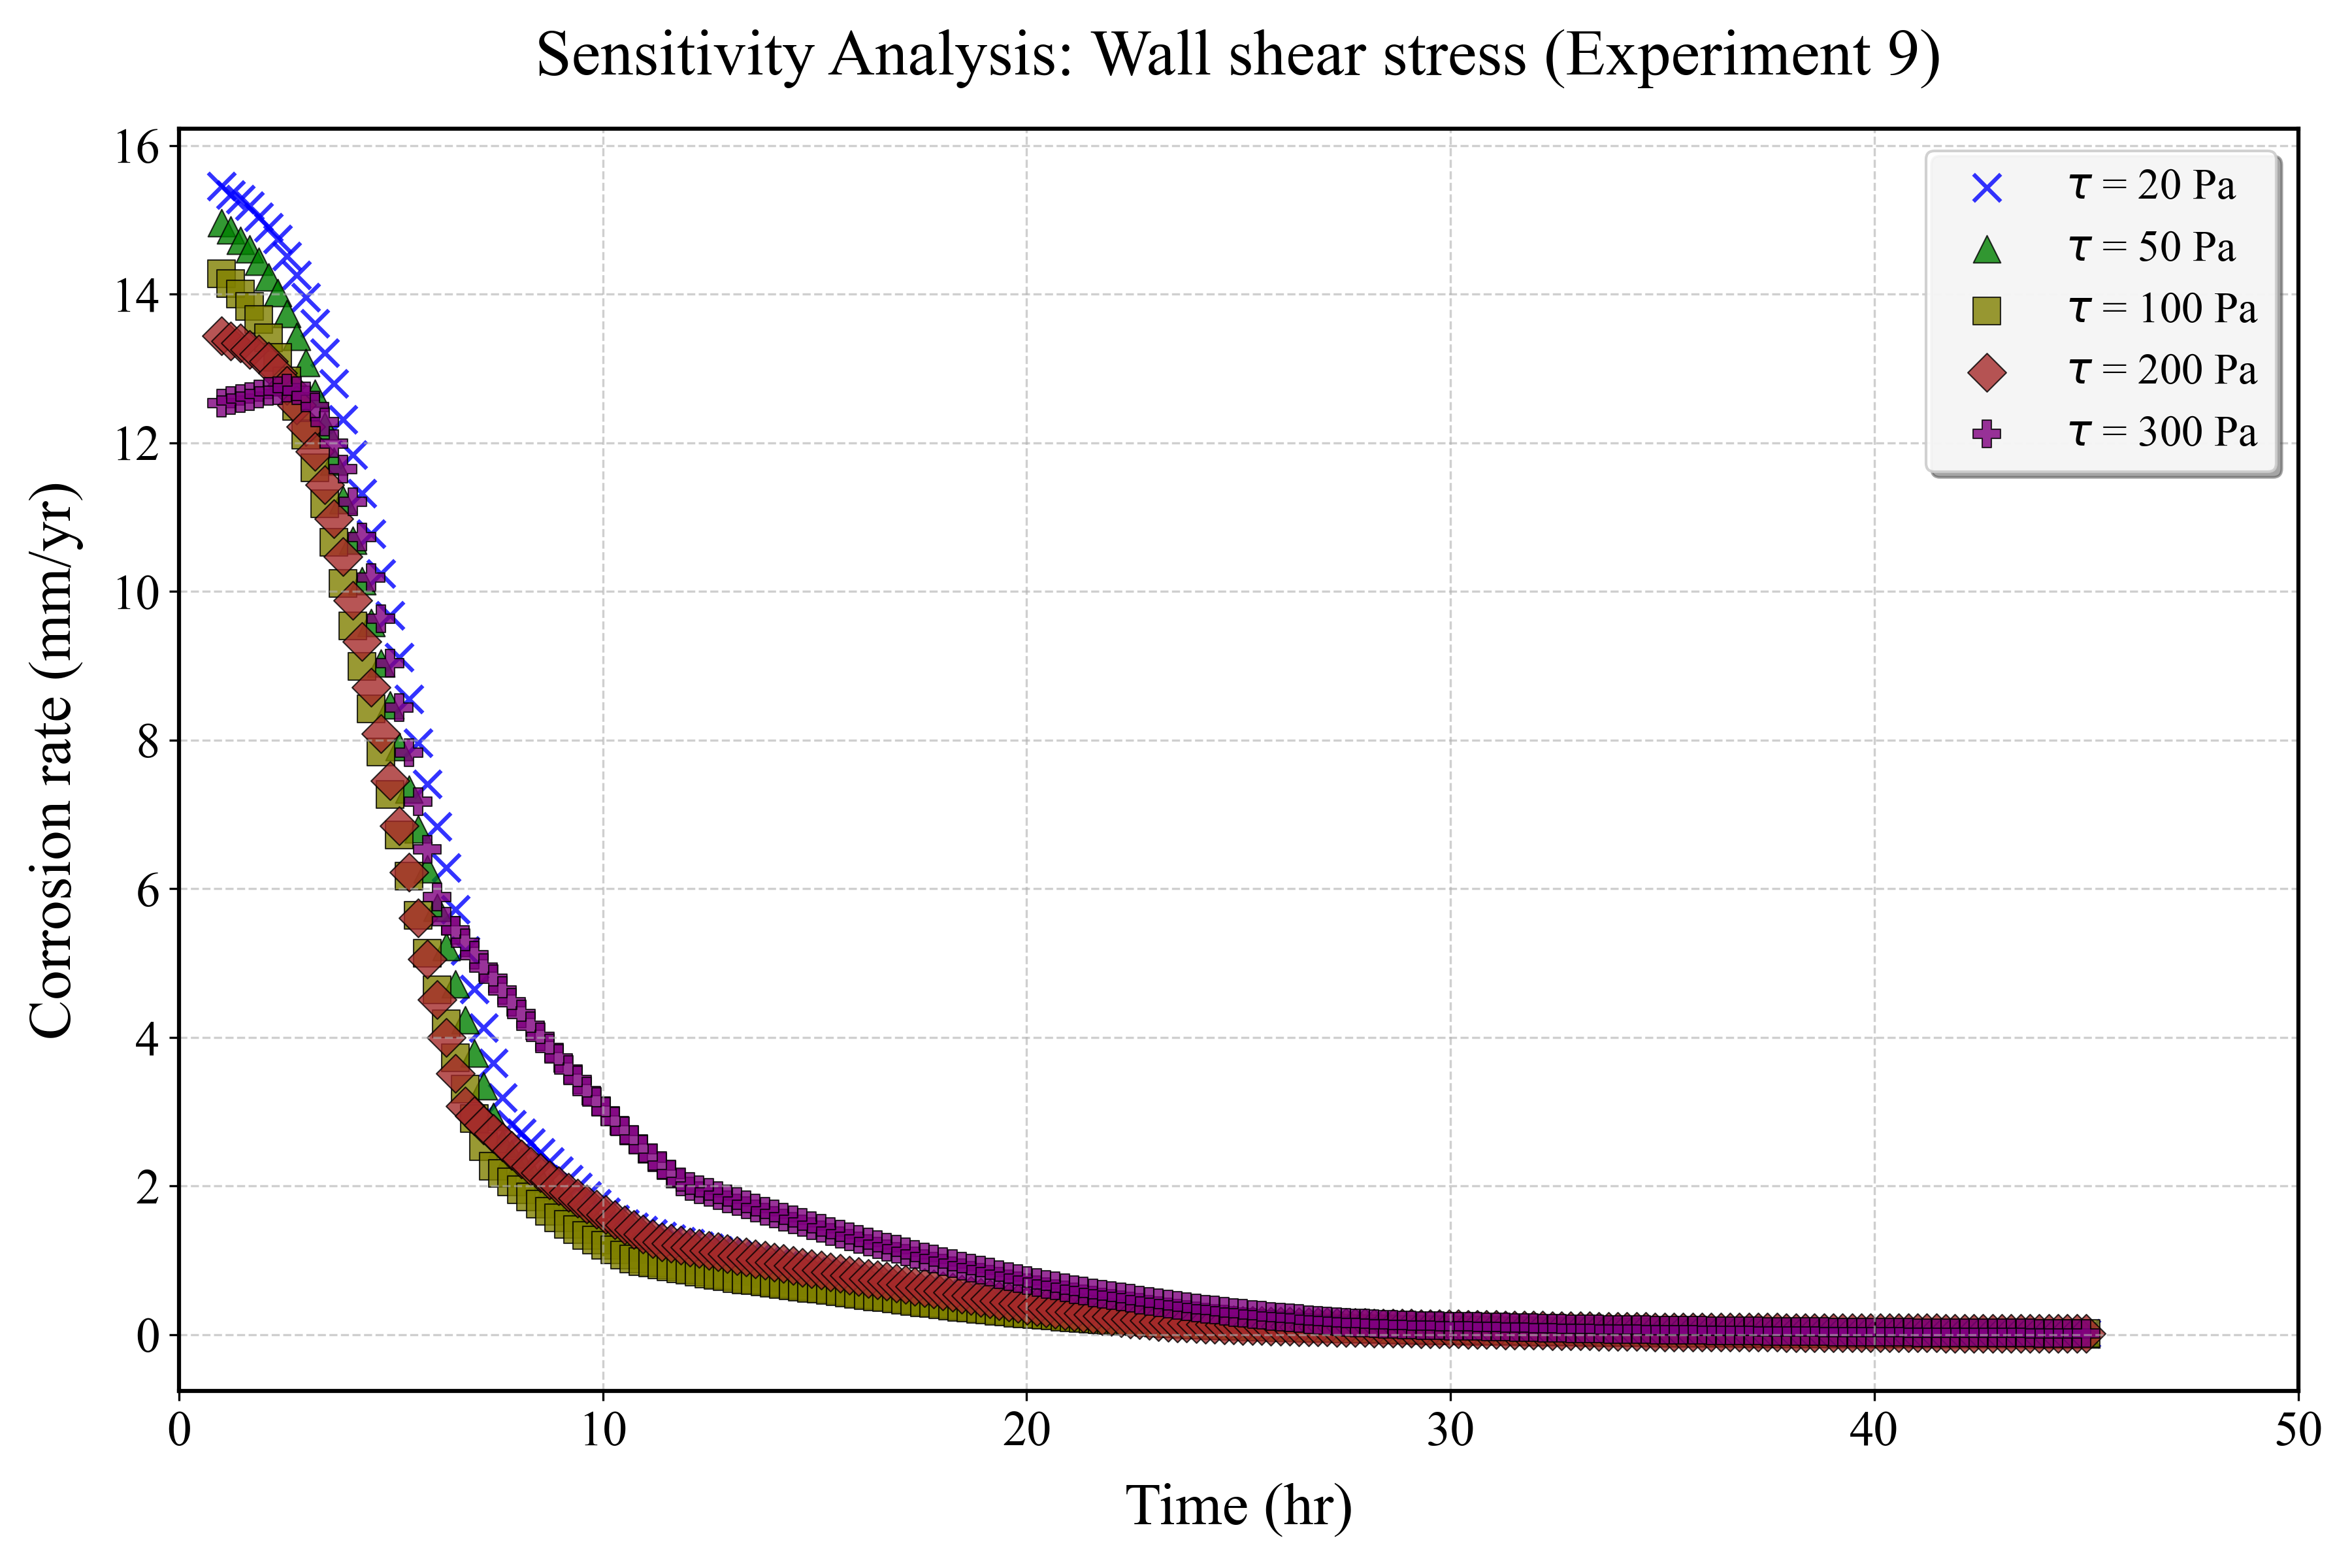 Sensitivity Analysis: Wall shear stress (Experiment 9)
Corrosion rate (mm/yr)
16
14
12
10
8
6
4
2
0
τ = 20 Pa
τ = 50 Pa
τ = 100 Pa
τ = 200 Pa
τ = 300 Pa
0 10 20 30 40 50
Time (hr)